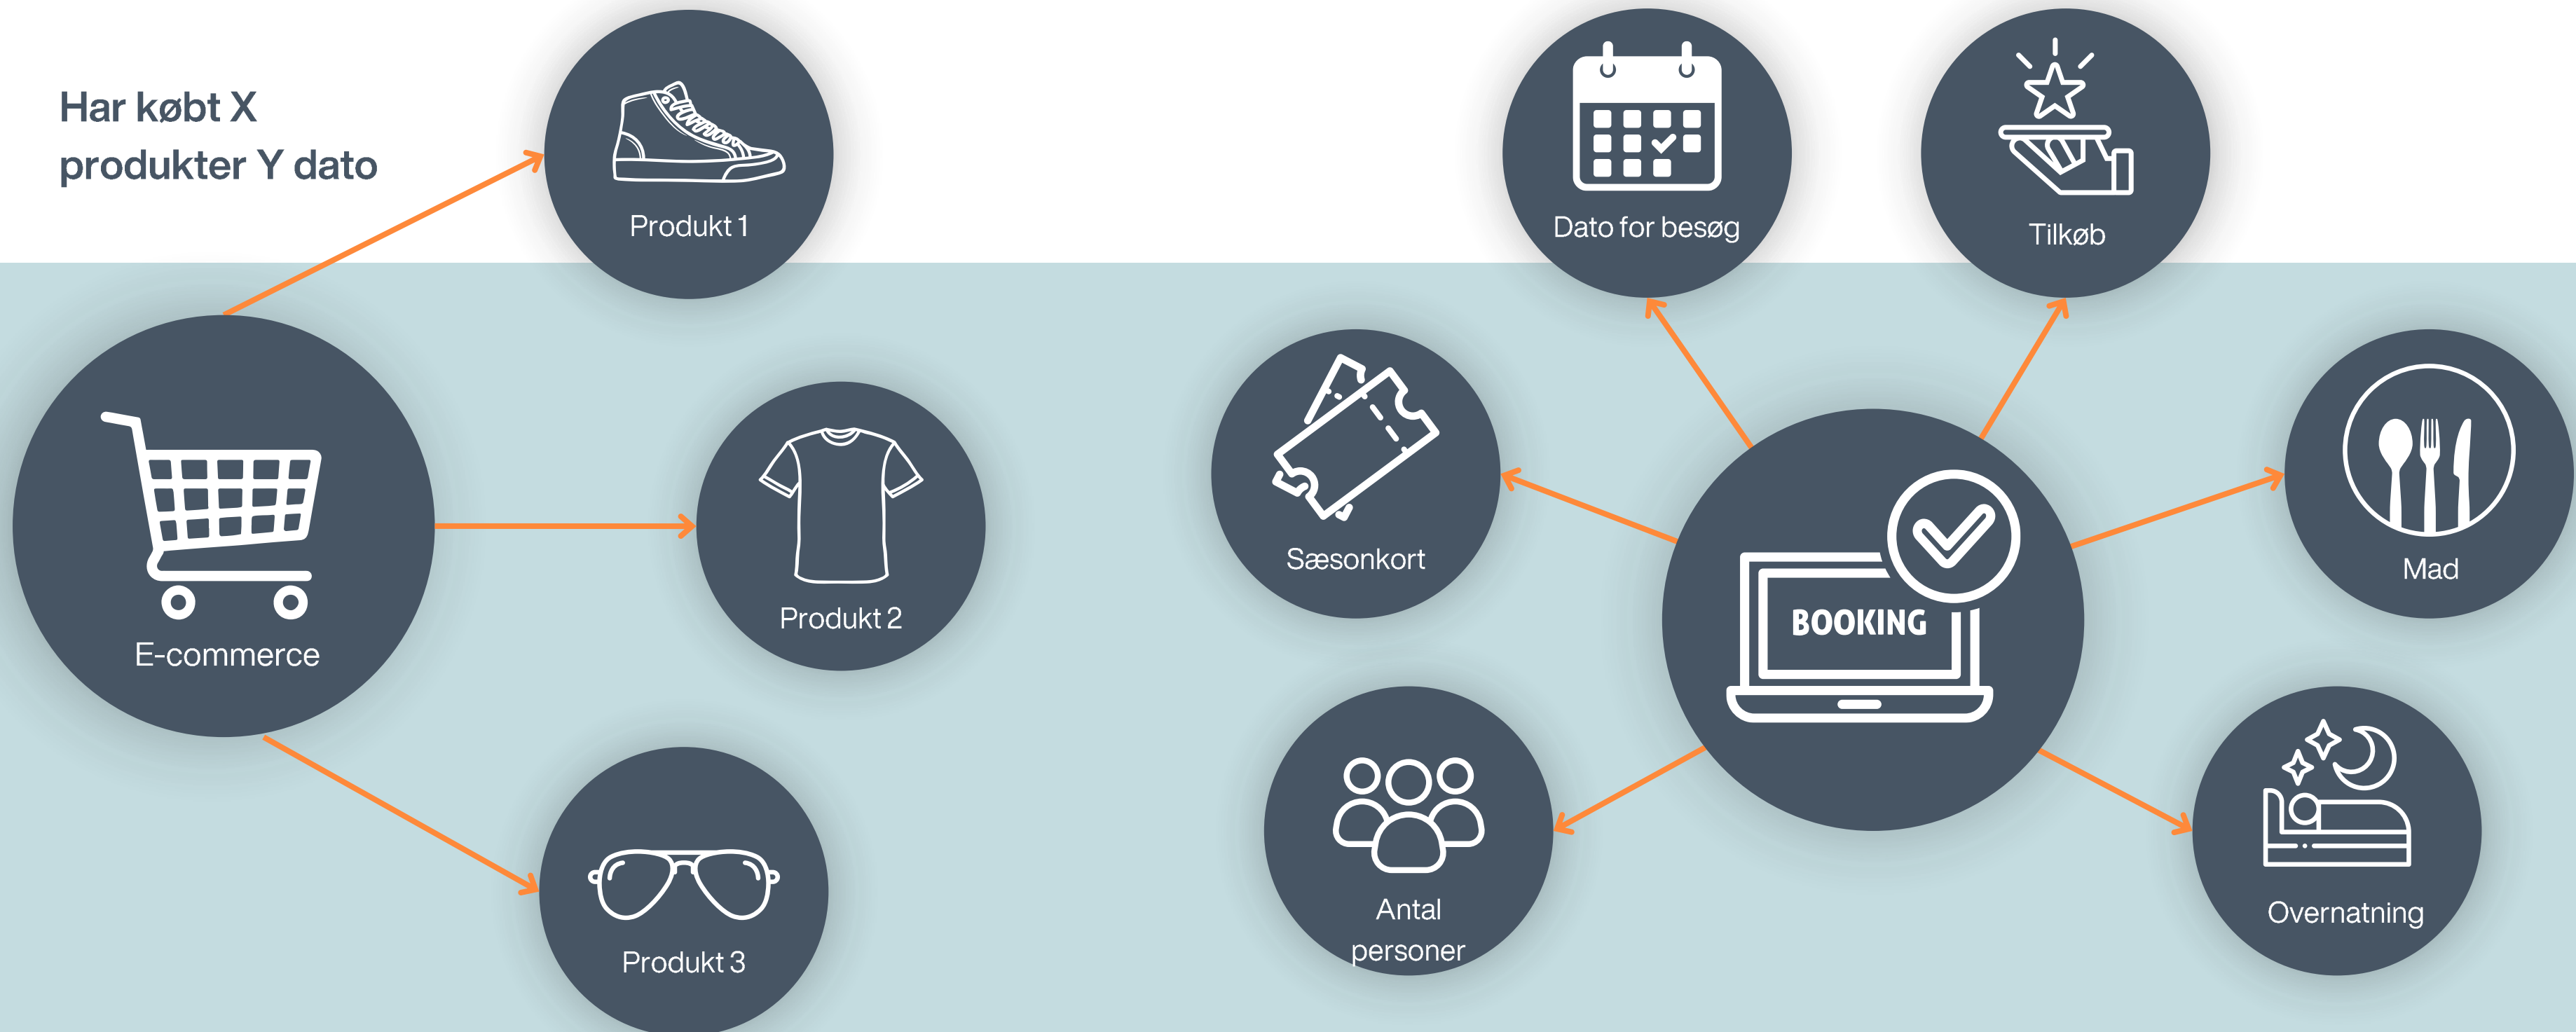 Har købt X
produkter Y dato
Produkt 1
E-commerce
Produkt 2
Produkt 3
Dato for besøg
Tilkøb
Sæsonkort
BOOKING
Mad
Antal
personer
Overnatning